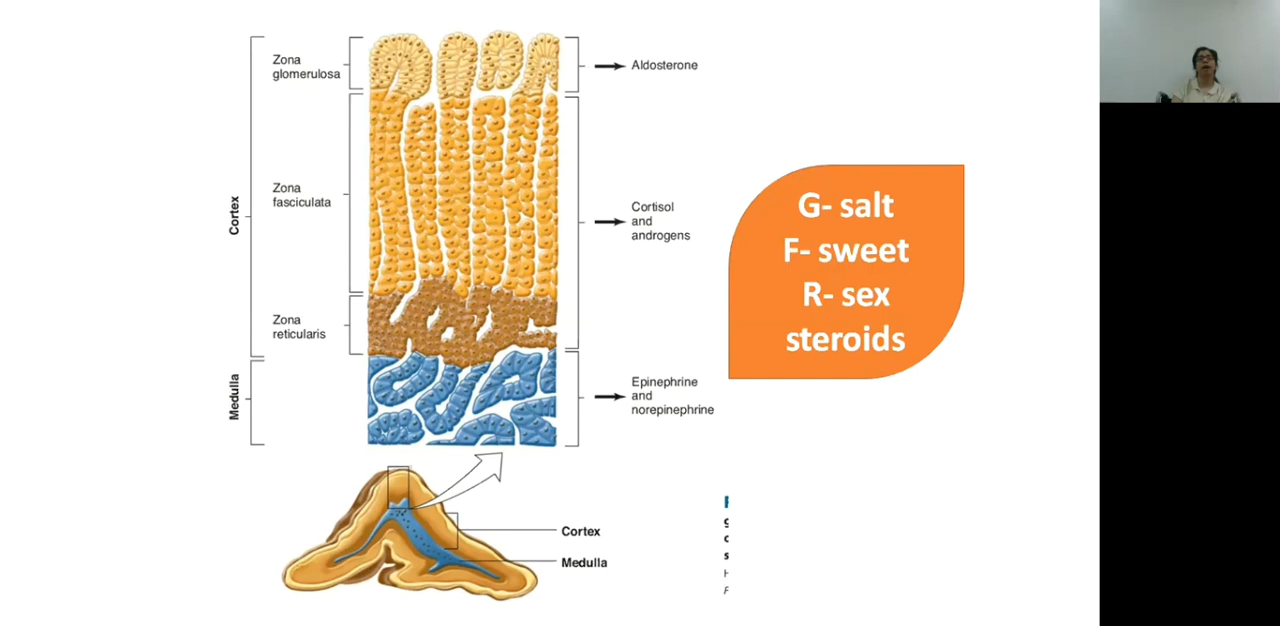 Zona
glomerulosa
Zona
fasciculata
Zona
reticularis
Cortex
Medulla
Aldosterone
Cortisol
and
androgens
Epinephrine
and
norepinephrine
G- salt
F- sweet
R- sex
steroids
Cortex
Medulla